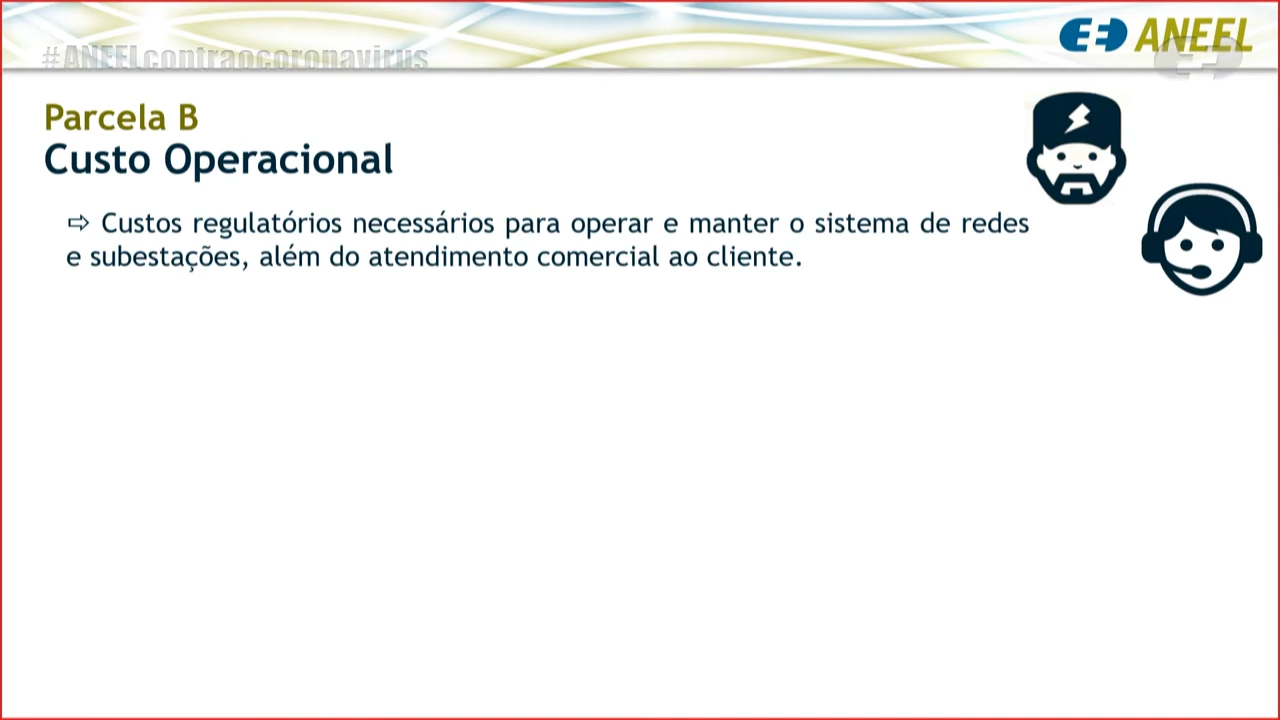 #ANEELcontraocoronavirus
ANEEL
Parcela B
Custo Operacional
⇨ Custos regulatórios necessários para operar e manter o sistema de redes
e subestações, além do atendimento comercial ao cliente.